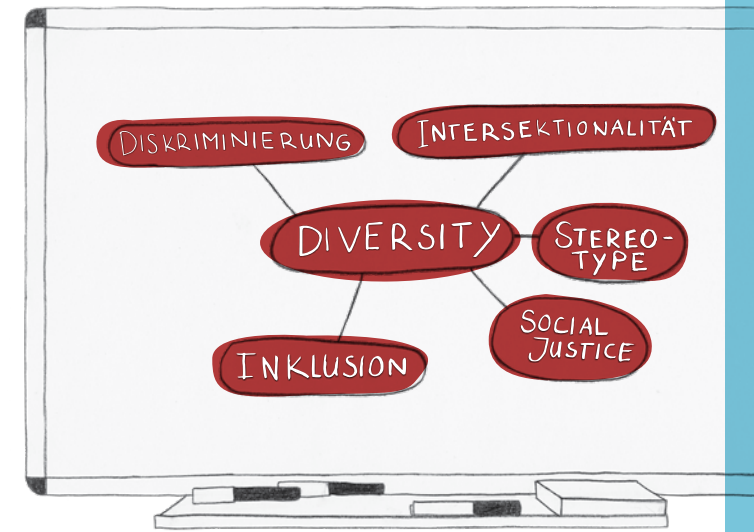 DISKRIMINIERUNG
INTERSEKTIONALITÄT
DIVERSITY
STEREO-
TYPE
SOCIAL
JUSTICE
INKLUSION